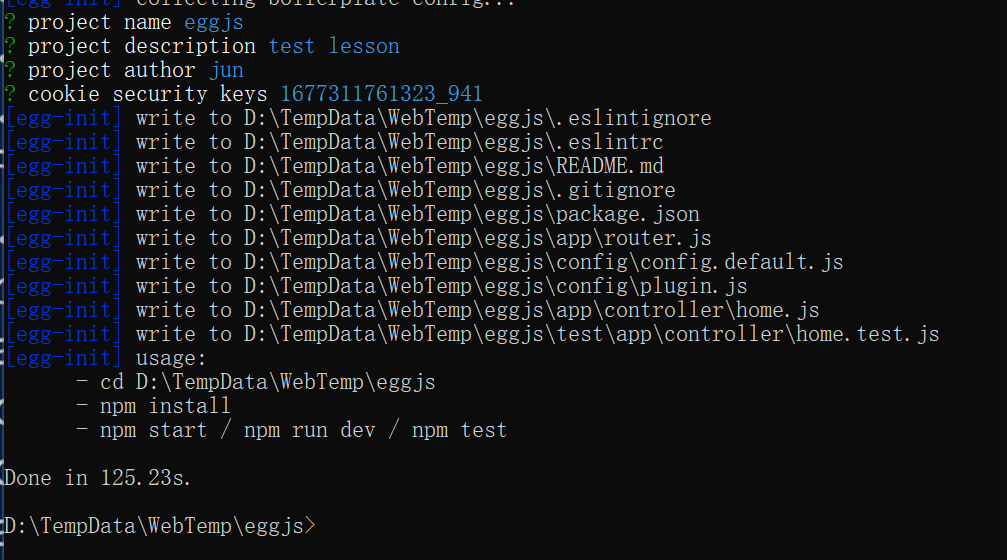 [egg-init] collecting boilerplate config...
? project name eggjs
? project description test lesson
? project author jun
? cookie security keys 1677311761323_941
[egg-init] write to D:\TempData\WebTemp\eggjs\.eslintignore
[egg-init] write to D:\TempData\WebTemp\eggjs\.eslintrc
[egg-init] write to D:\TempData\WebTemp\eggjs\README.md
[egg-init] write to D:\TempData\WebTemp\eggjs\.gitignore
[egg-init] write to D:\TempData\WebTemp\eggjs\package.json
[egg-init] write to D:\TempData\WebTemp\eggjs\app\router.js
[egg-init] write to D:\TempData\WebTemp\eggjs\config\config.default.js
[egg-init] write to D:\TempData\WebTemp\eggjs\config\plugin.js
[egg-init] write to D:\TempData\WebTemp\eggjs\app\controller\home.js
[egg-init] write to D:\TempData\WebTemp\eggjs\test\app\controller\home.test.js
[egg-init] usage:
- cd D:\TempData\WebTemp\eggjs
- npm install
- npm start / npm run dev / npm test
Done in 125.23s.
D:\TempData\WebTemp\eggjs>